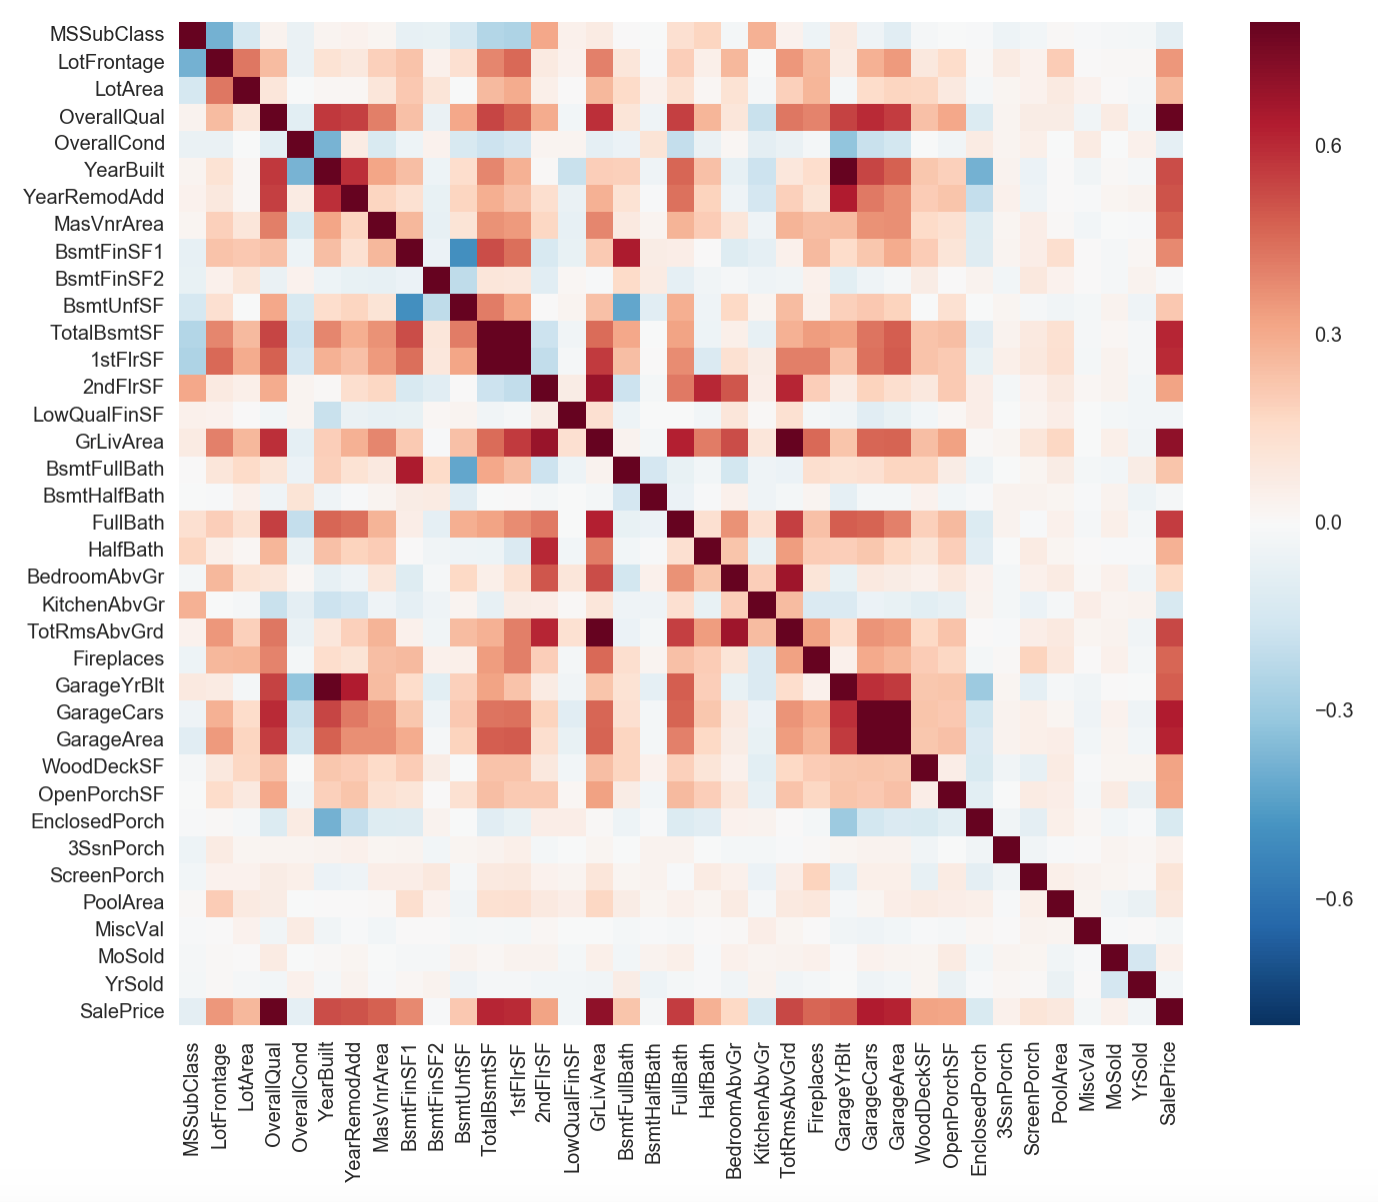 MSSubClass
LotFrontage
LotArea
OverallQual
OverallCond
YearBuilt
YearRemodAdd
MasVnrArea
BsmtFinSF1
BsmtFinSF2
BsmtUnfSF
TotalBsmtSF
1stFlrSF
2ndFlrSF
LowQualFinSF
GrLivArea
BsmtFullBath
BsmtHalfBath
FullBath
HalfBath
BedroomAbvGr
KitchenAbvGr
TotRmsAbvGrd
Fireplaces
GarageYrBlt
GarageCars
GarageArea
WoodDeckSF
OpenPorchSF
EnclosedPorch
3SsnPorch
ScreenPorch
PoolArea
MiscVal
MoSold
YrSold
SalePrice
MSSubClass
LotFrontage
LotArea
OverallQual
OverallCond
YearBuilt
YearRemodAdd
MasVnrArea
BsmtFinSF1
BsmtFinSF2
BsmtUnfSF
TotalBsmtSF
1stFlrSF
2ndFlrSF
LowQualFinSF
GrLivArea
BsmtFullBath
BsmtHalfBath
FullBath
HalfBath
BedroomAbvGr
KitchenAbvGr
TotRmsAbvGrd
Fireplaces
GarageYrBlt
GarageCars
GarageArea
WoodDeckSF
OpenPorchSF
EnclosedPorch
3SsnPorch
ScreenPorch
PoolArea
MiscVal
MoSold
YrSold
SalePrice
0.6
0.3
0.0
−0.3
−0.6